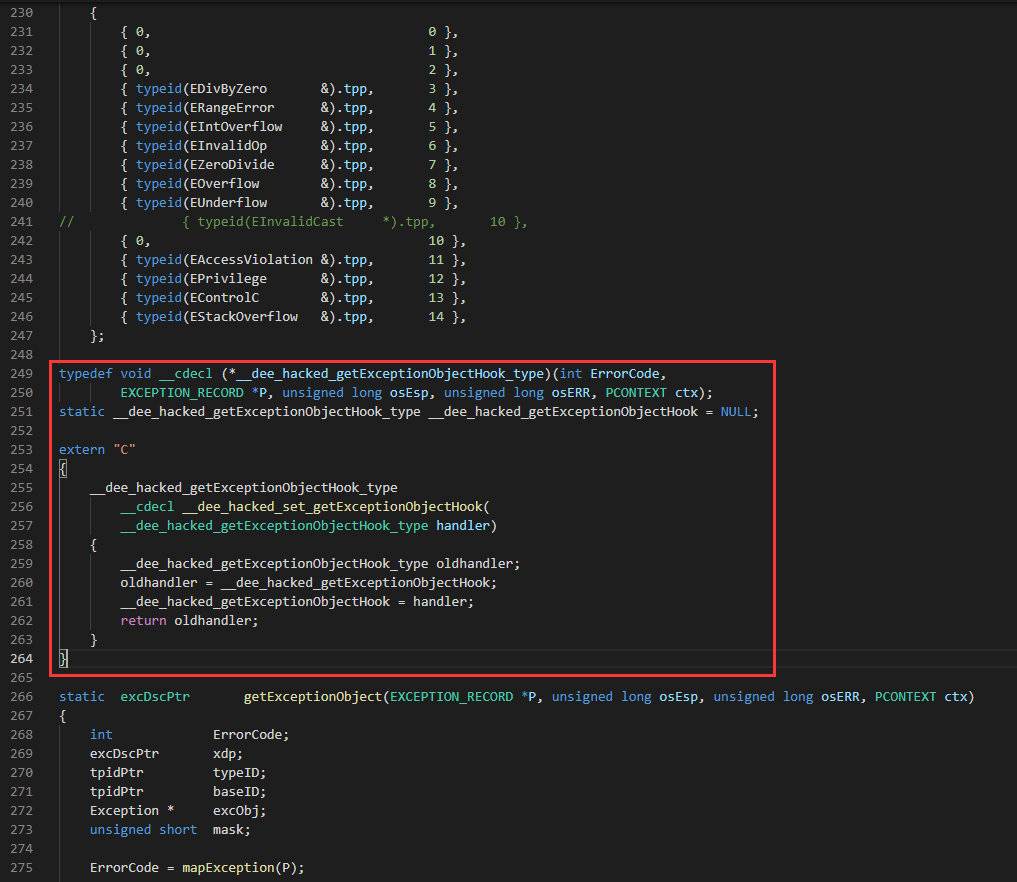 230 {
231 { 0, 0 },
232 { 0, 1 },
233 { 0, 2 },
234 { typeid(EDivByZero &).tpp, 3 },
235 { typeid(ERangeError &).tpp, 4 },
236 { typeid(EIntOverflow &).tpp, 5 },
237 { typeid(EInvalidOp &).tpp, 6 },
238 { typeid(EZeroDivide &).tpp, 7 },
239 { typeid(EOverflow &).tpp, 8 },
240 { typeid(EUnderflow &).tpp, 9 },
241 // { typeid(EInvalidCast *).tpp, 10 },
242 { 0, 10 },
243 { typeid(EAccessViolation &).tpp, 11 },
244 { typeid(EPrivilege &).tpp, 12 },
245 { typeid(EControlC &).tpp, 13 },
246 { typeid(EStackOverflow &).tpp, 14 },
247 };
248
249 typedef void __cdecl (*__dee_hacked_getExceptionObjectHook_type)(int ErrorCode,
250 EXCEPTION_RECORD *P, unsigned long osEsp, unsigned long osERR, PCONTEXT ctx);
251 static __dee_hacked_getExceptionObjectHook_type __dee_hacked_getExceptionObjectHook = NULL;
252
253 extern "C"
254 {
255 __dee_hacked_getExceptionObjectHook_type
256 __cdecl __dee_hacked_set_getExceptionObjectHook(
257 __dee_hacked_getExceptionObjectHook_type handler)
258 {
259 __dee_hacked_getExceptionObjectHook_type oldhandler;
260 oldhandler = __dee_hacked_getExceptionObjectHook;
261 __dee_hacked_getExceptionObjectHook = handler;
262 return oldhandler;
263 }
264 }
265
266 static excDscPtr getExceptionObject(EXCEPTION_RECORD *P, unsigned long osEsp, unsigned long osERR, PCONTEXT ctx)
267 {
268 int ErrorCode;
269 excDscPtr xdp;
270 tpidPtr typeID;
271 tpidPtr baseID;
272 Exception * excObj;
273 unsigned short mask;
274
275 ErrorCode = mapException(P);